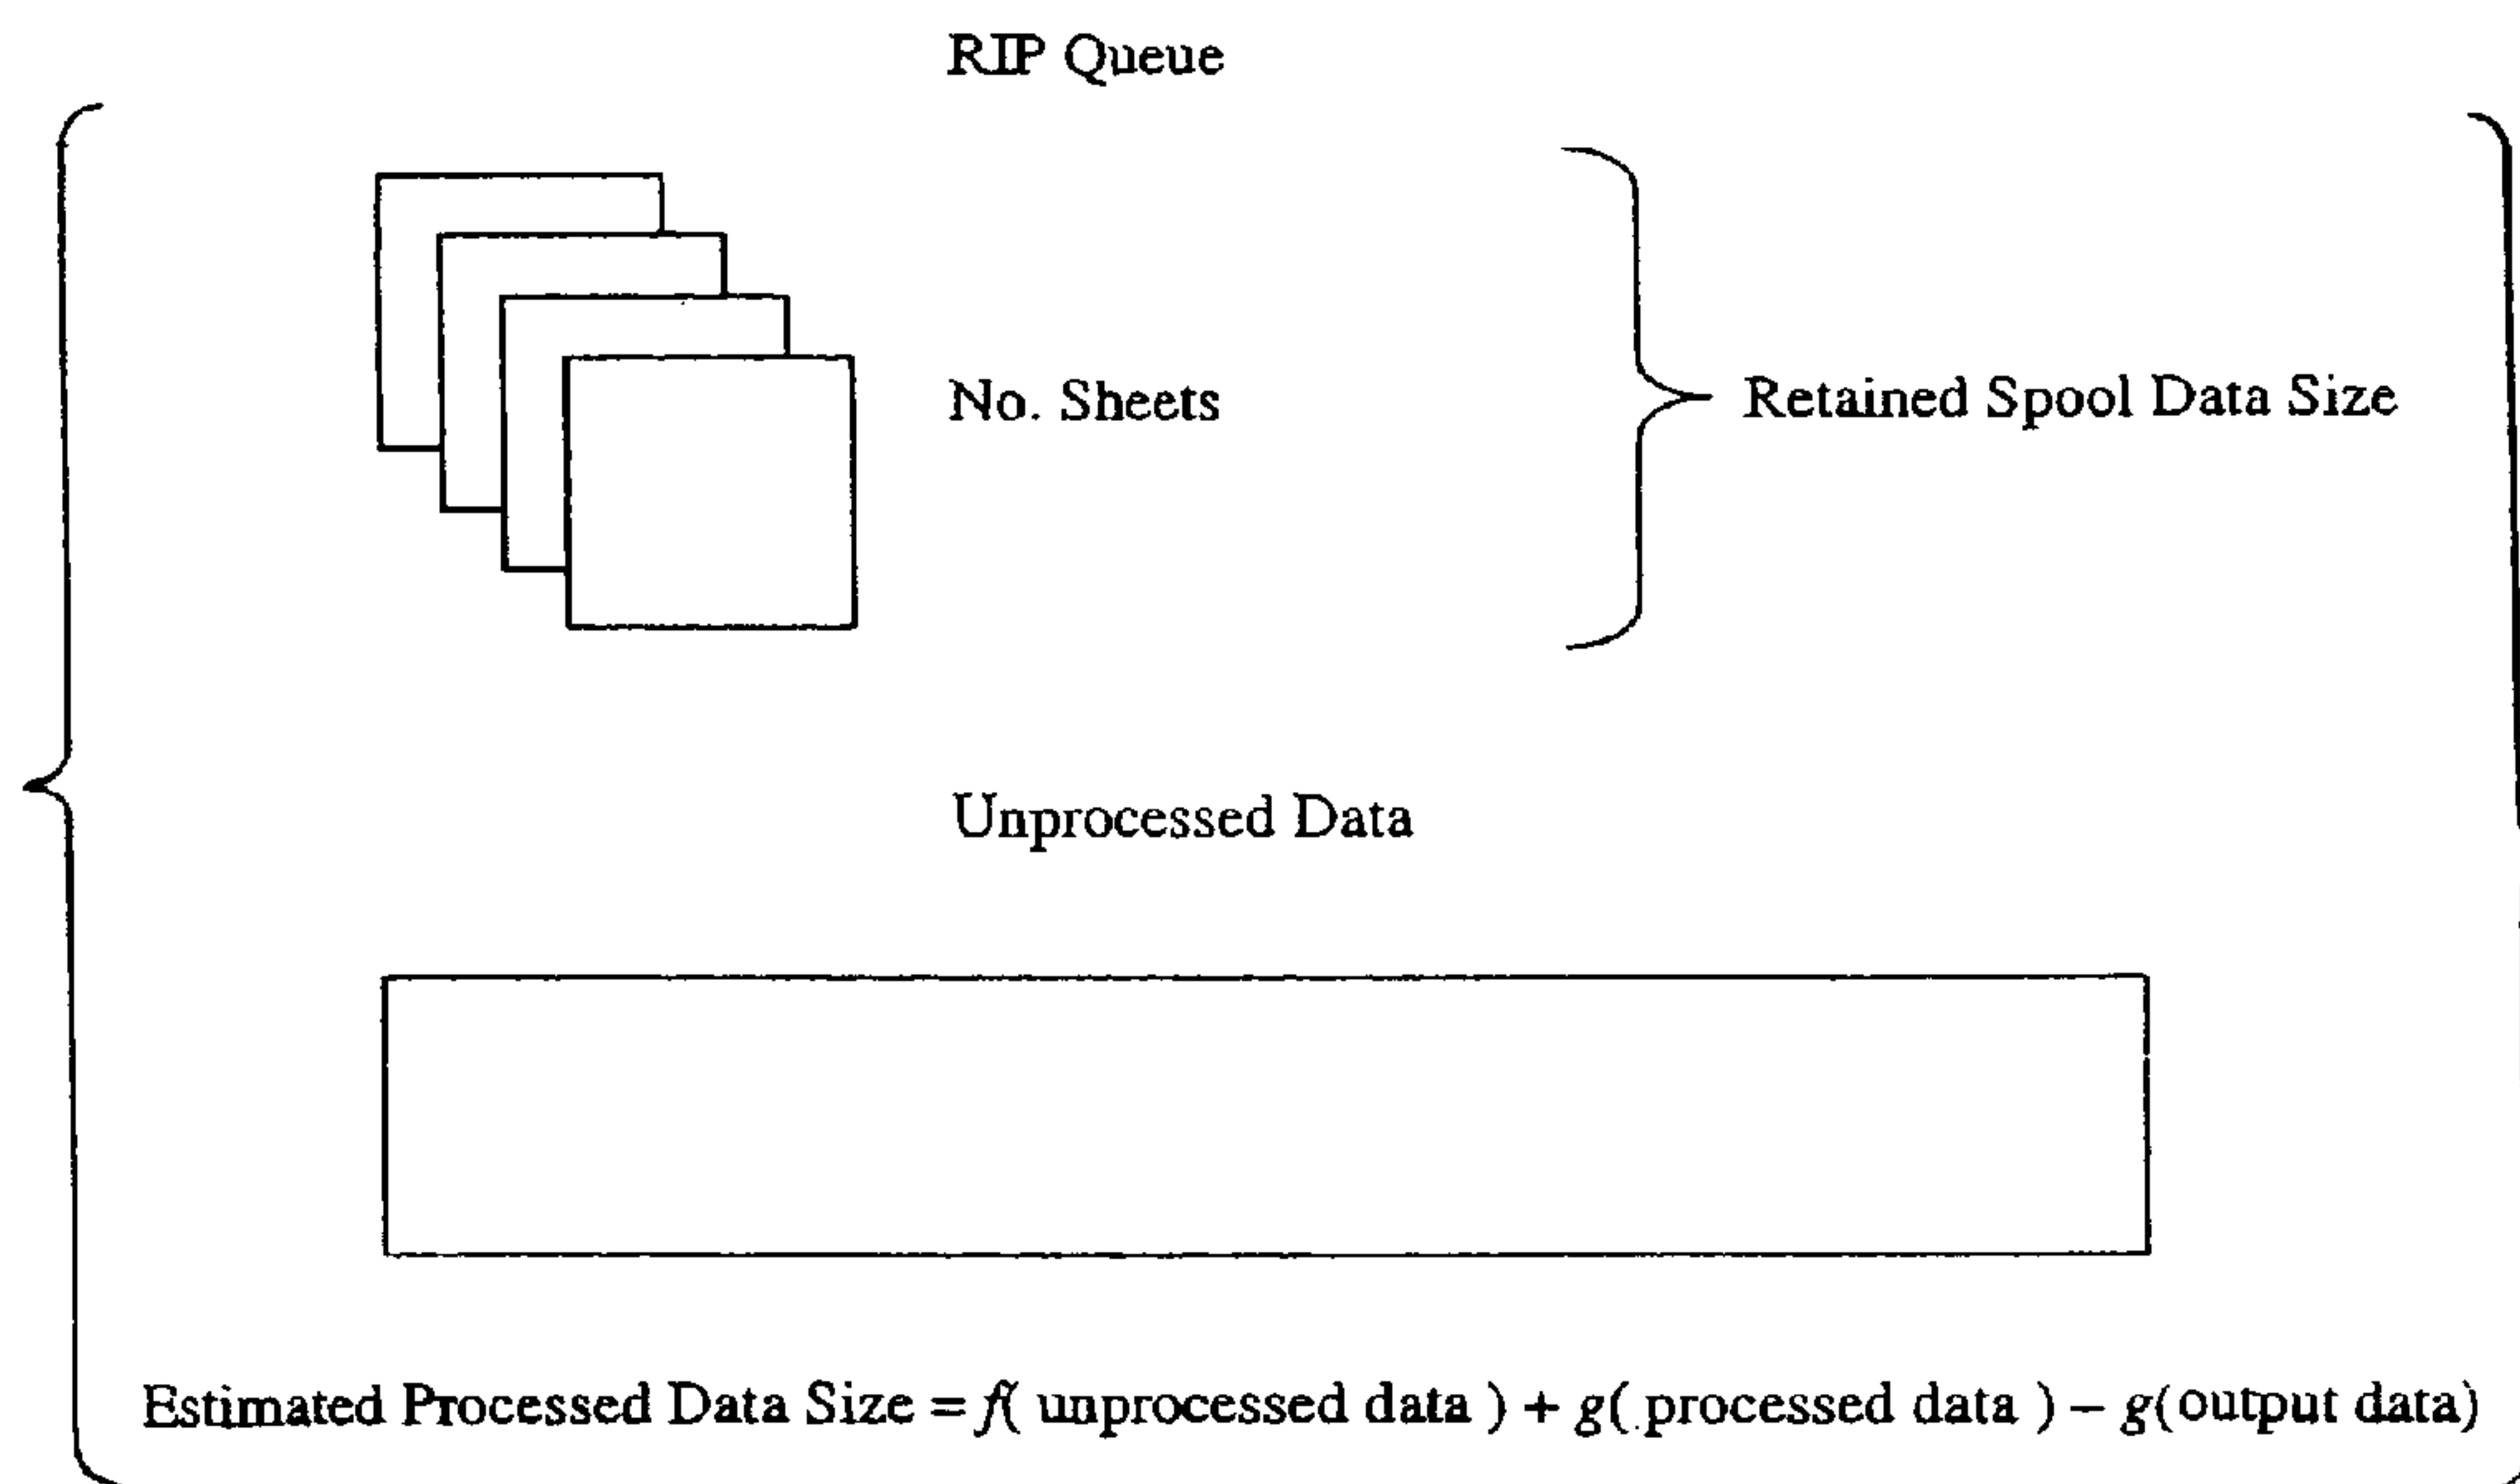 RIP Queue
No. Sheets
Retained Spool Data Size
Unprocessed Data
Estimated Processed Data Size = f( unprocessed data ) + g( processed data ) − g(output data)